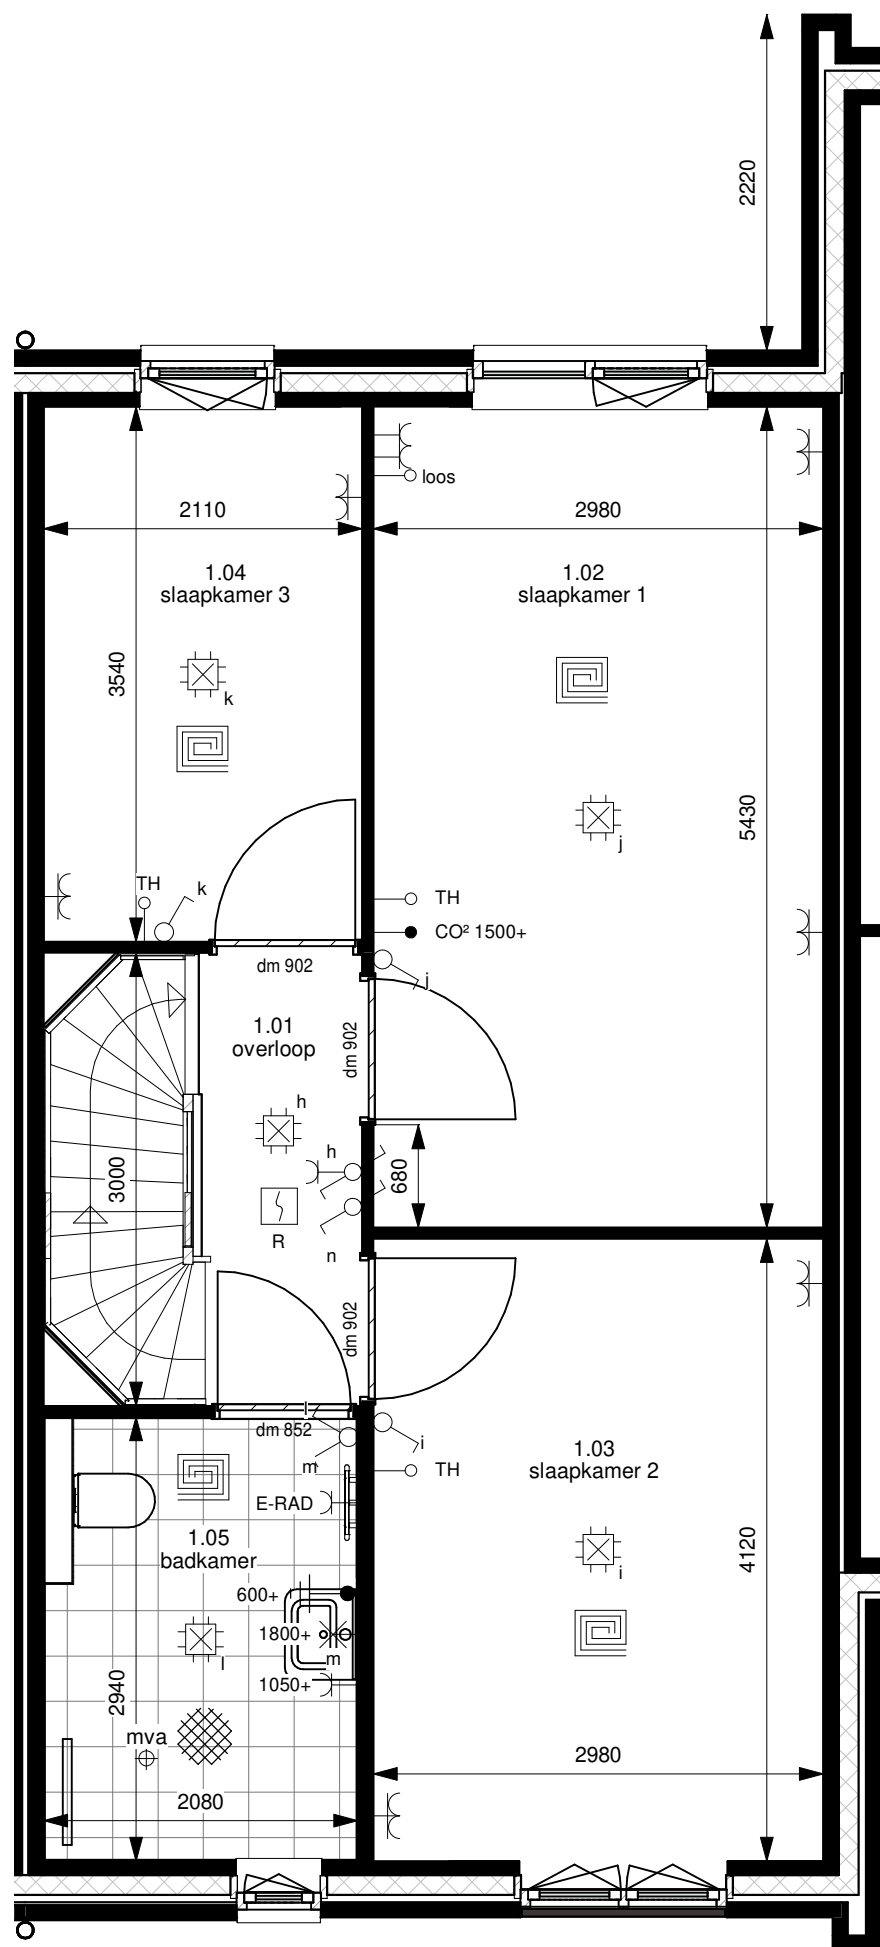 2220
loos
2110
2980
1.04
slaapkamer 3
1.02
slaapkamer 1
3540
k
5430
j
TH
k
TH
CO² 1500+
j
dm 902
1.01
overloop
dm 902
h
h
3000
680
R
n
dm 902
l
dm 852
m
i
TH
1.03
slaapkamer 2
E-RAD
1.05
badkamer
4120
i
600+
1800+
m
l
1050+
2940
mva
2980
2080